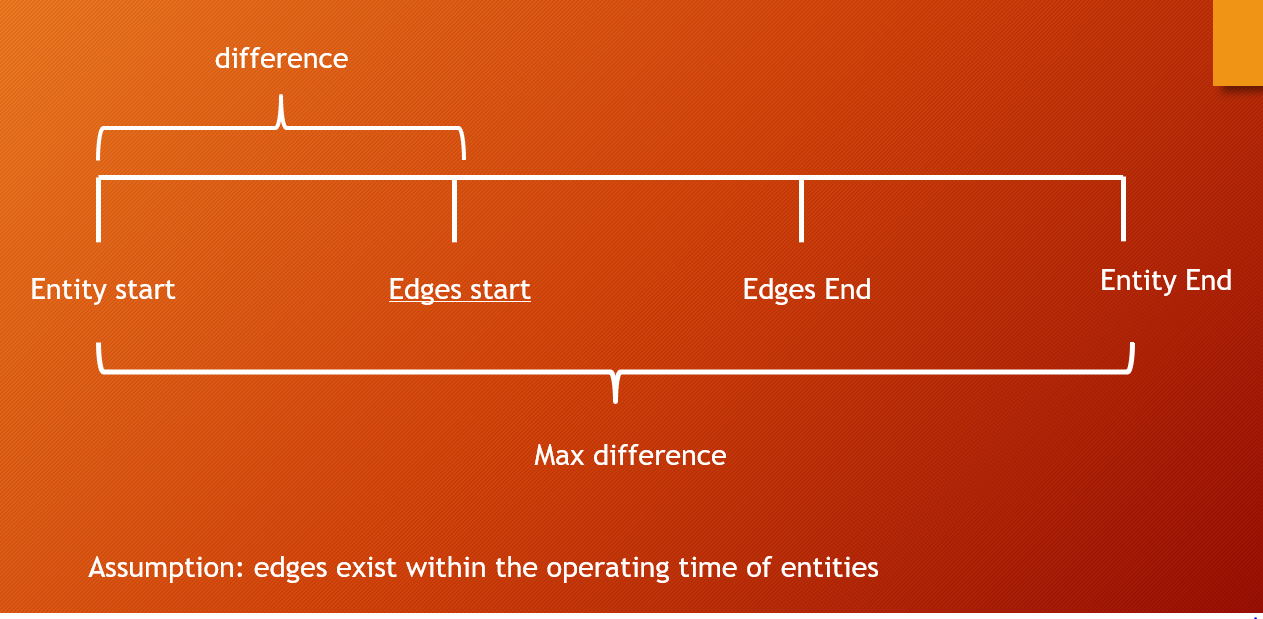 difference
Entity start
Edges start
Edges End
Entity End
Max difference
Assumption: edges exist within the operating time of entities